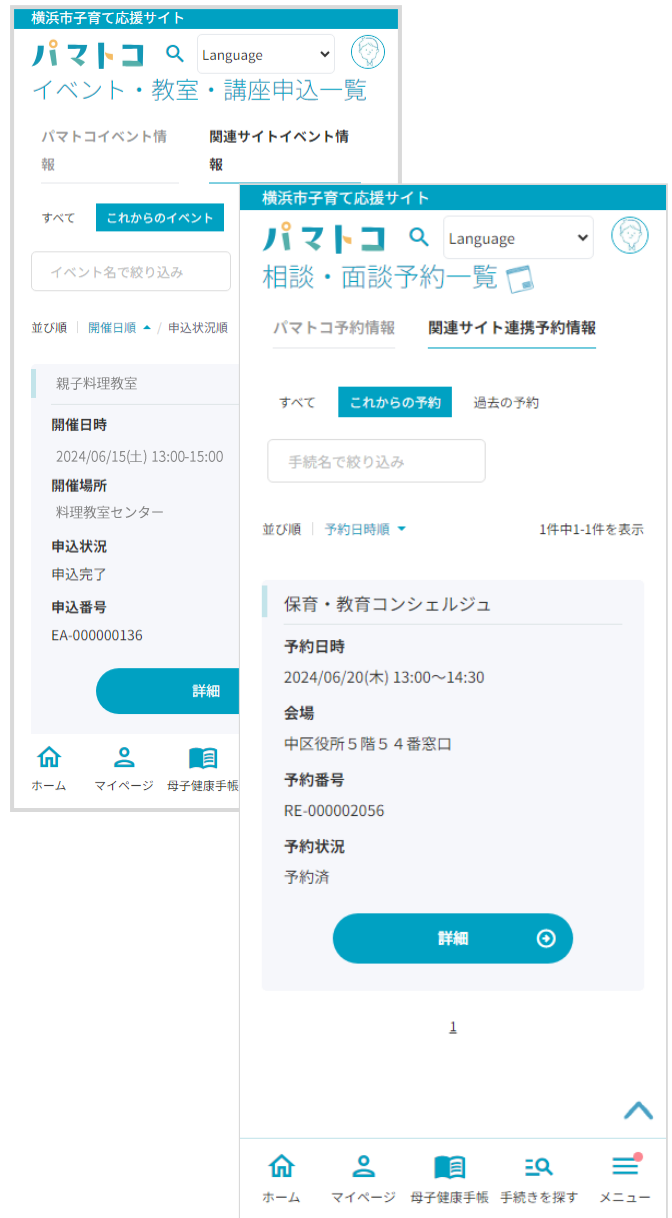 横浜市子育て応援サイト
パマトコ
Language
イベント・教室・講座申込一覧
パマトコイベント情
報
関連サイトイベント情
報
すべて
これからのイベント
イベント名で絞り込み
並び順
開催日順
/
申込状況順
親子料理教室
開催日時
2024/06/15(土) 13:00-15:00
開催場所
料理教室センター
申込状況
申込完了
申込番号
EA-000000136
詳細
ホーム
マイページ
母子健康手帳
横浜市子育て応援サイト
パマトコ
Language
相談・面談予約一覧
パマトコ予約情報
関連サイト連携予約情報
すべて
これからの予約
過去の予約
手続名で絞り込み
並び順
予約日時順
1件中1-1件を表示
保育・教育コンシェルジュ
予約日時
2024/06/20(木) 13:00～14:30
会場
中区役所５階５４番窓口
予約番号
RE-000002056
予約状況
予約済
詳細
1
ホーム
マイページ
母子健康手帳
手続きを探す
メニュー